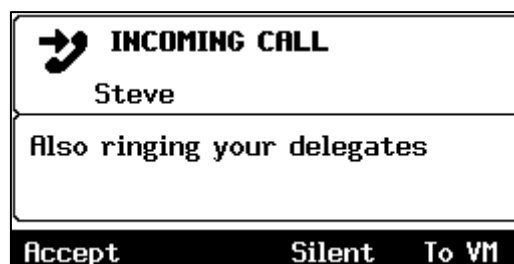 INCOMING CALL
Steve
Also ringing your delegates
Accept Silent To VM